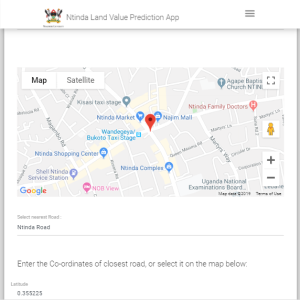 Ntinda Land Value Prediction App
Map Satellite
Agape Baptist
Church NTIN
Kisasi taxi stage
Ntinda Family Doctors
Ntinda Market
Najim Mall
Wandegeya/
Bukoto Taxi Stage
Ntinda Shopping Center
Ntinda Complex
Shell Ntinda
Service Station
NOB View
Uganda National
Examinations Board...
Google
Map data ©2019 Terms of Use
Select nearest Road:
Ntinda Road
Enter the Co-ordinates of closest road, or select it on the map below:
Latitude
0.355225